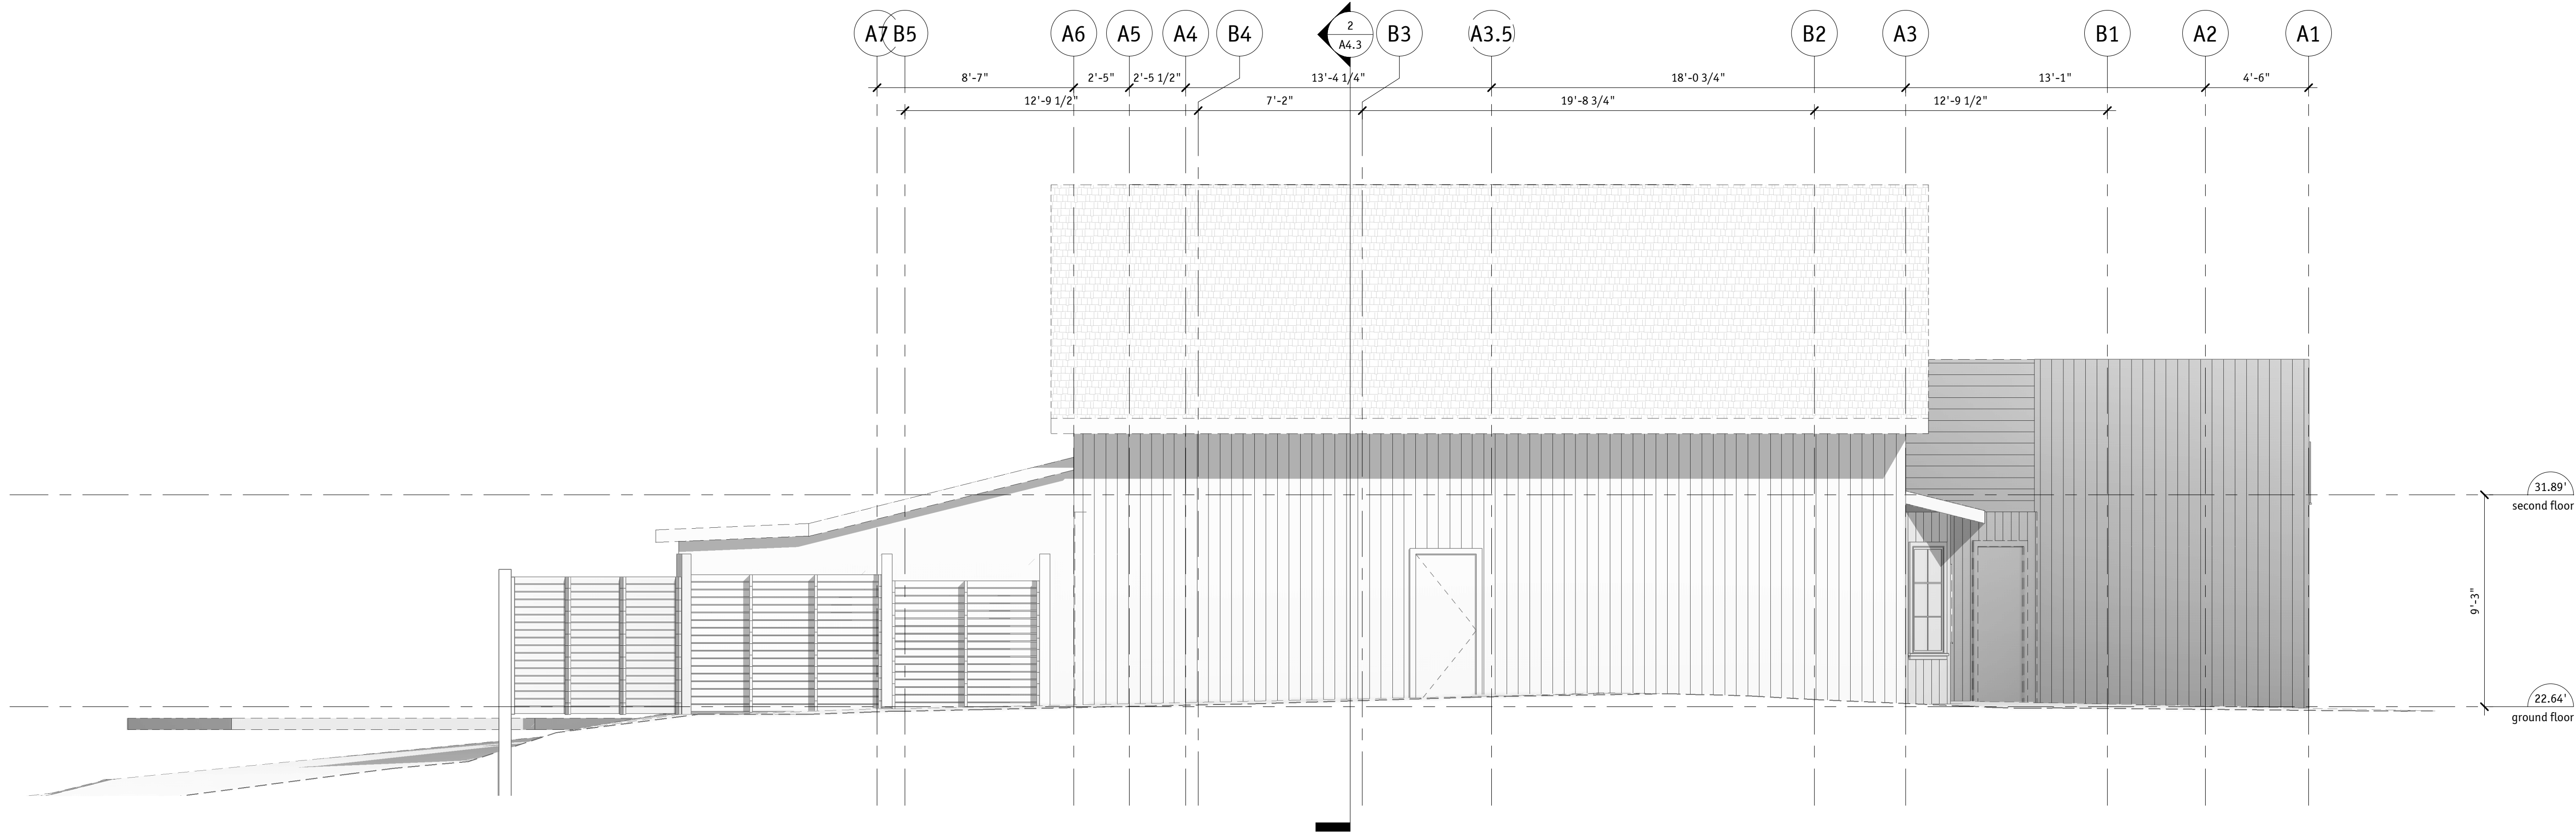 A7
B5
A6
A5
A4
B4
2
A4.3
B3
A3.5
B2
A3
B1
A2
A1
8'-7"
2'-5"
2'-5 1/2"
13'-4 1/4"
18'-0 3/4"
13'-1"
4'-6"
12'-9 1/2"
7'-2"
19'-8 3/4"
12'-9 1/2"
31.89'
second floor
9'-3"
22.64'
ground floor